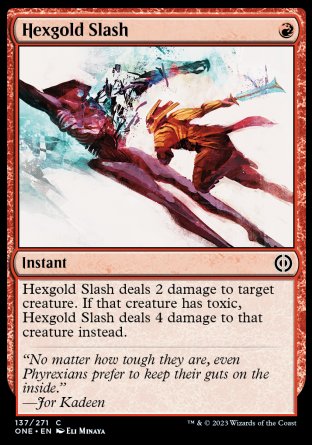 Hexgold Slash
Instant
Hexgold Slash deals 2 damage to target
creature. If that creature has toxic,
Hexgold Slash deals 4 damage to that
creature instead.
"No matter how tough they are, even
Phyrexians prefer to keep their guts on the
inside."
—Jor Kadeen
137/271 C
ONE • EN Eli Minaya
™ & © 2023 Wizards of the Coast